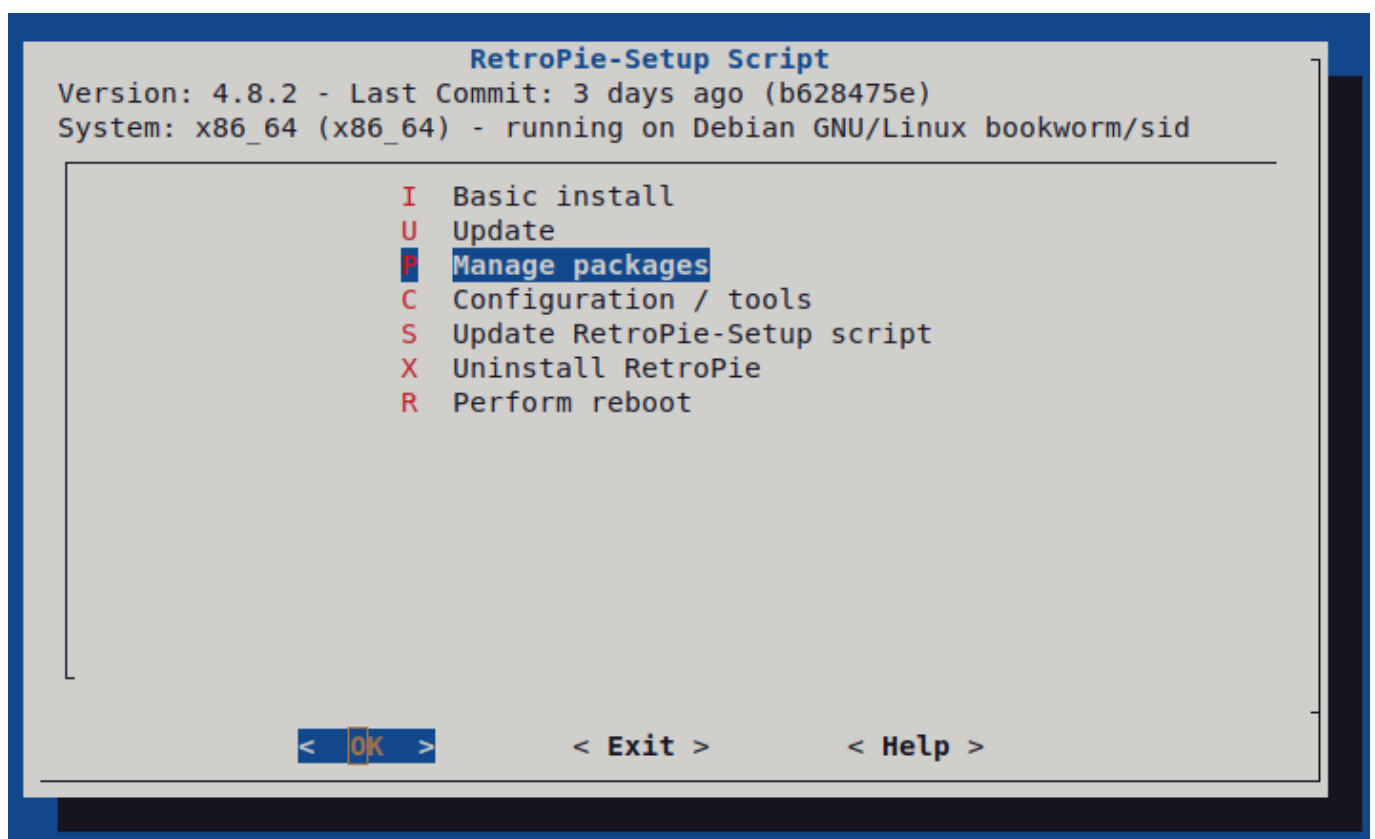 RetroPie-Setup Script
Version: 4.8.2 - Last Commit: 3 days ago (b628475e)
System: x86_64 (x86_64) - running on Debian GNU/Linux bookworm/sid
I Basic install
U Update
P Manage packages
C Configuration / tools
S Update RetroPie-Setup script
X Uninstall RetroPie
R Perform reboot
< OK > < Exit > < Help >